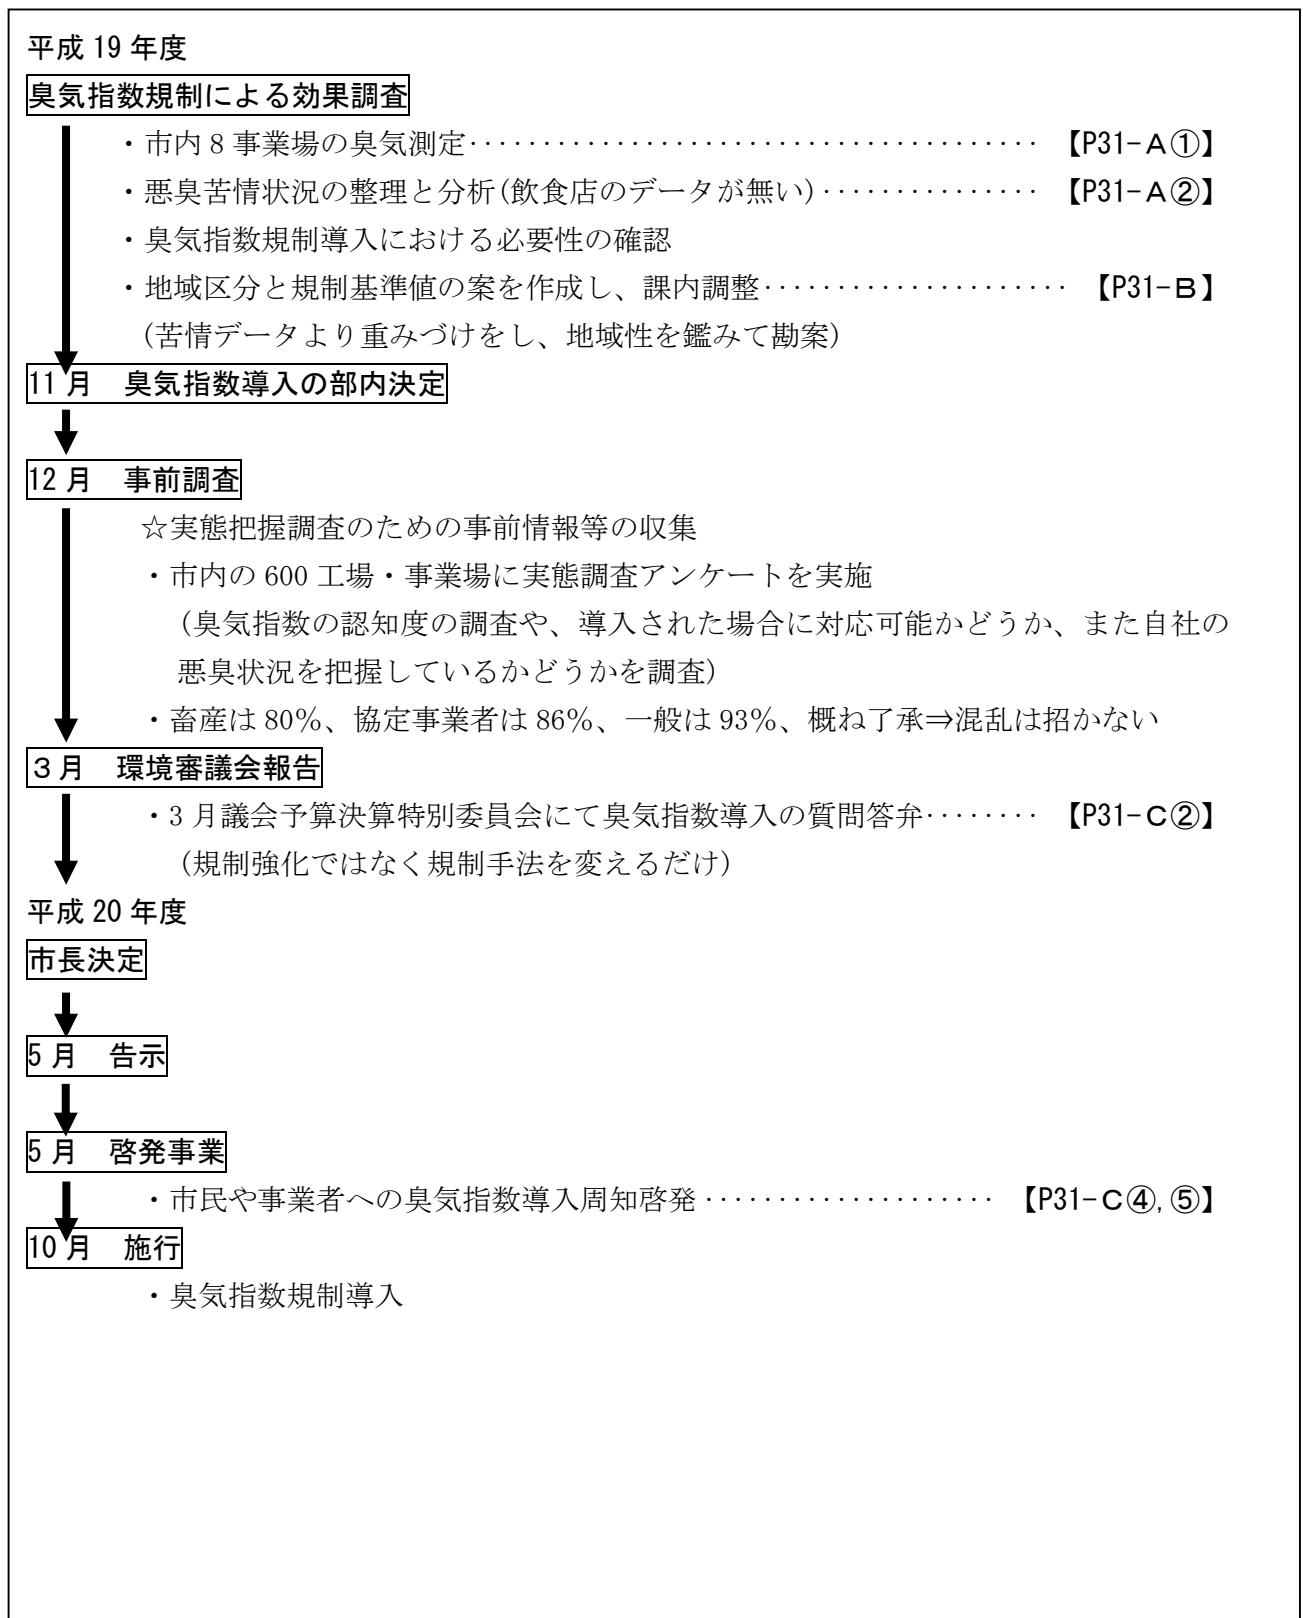 平成 19 年度
臭気指数規制による効果調査
・市内 8 事業場の臭気測定‥‥‥‥‥‥‥‥‥‥‥‥‥‥‥‥‥‥‥ 【P31-A①】
・悪臭苦情状況の整理と分析(飲食店のデータが無い)‥‥‥‥‥‥‥ 【P31-A②】
・臭気指数規制導入における必要性の確認
・地域区分と規制基準値の案を作成し、課内調整‥‥‥‥‥‥‥‥‥‥ 【P31-B】
(苦情データより重みづけをし、地域性を鑑みて勘案)
11 月 臭気指数導入の部内決定
12 月 事前調査
☆実態把握調査のための事前情報等の収集
・市内の 600 工場・事業場に実態調査アンケートを実施
(臭気指数の認知度の調査や、導入された場合に対応可能かどうか、また自社の
悪臭状況を把握しているかどうかを調査)
・畜産は 80%、協定事業者は 86%、一般は 93%、概ね了承⇒混乱は招かない
3 月 環境審議会報告
・3 月議会予算決算特別委員会にて臭気指数導入の質問答弁‥‥‥‥ 【P31-C②】
(規制強化ではなく規制手法を変えるだけ)
平成 20 年度
市長決定
5 月 告示
5 月 啓発事業
・市民や事業者への臭気指数導入周知啓発‥‥‥‥‥‥‥‥‥‥ 【P31-C④,⑤】
10 月 施行
・臭気指数規制導入